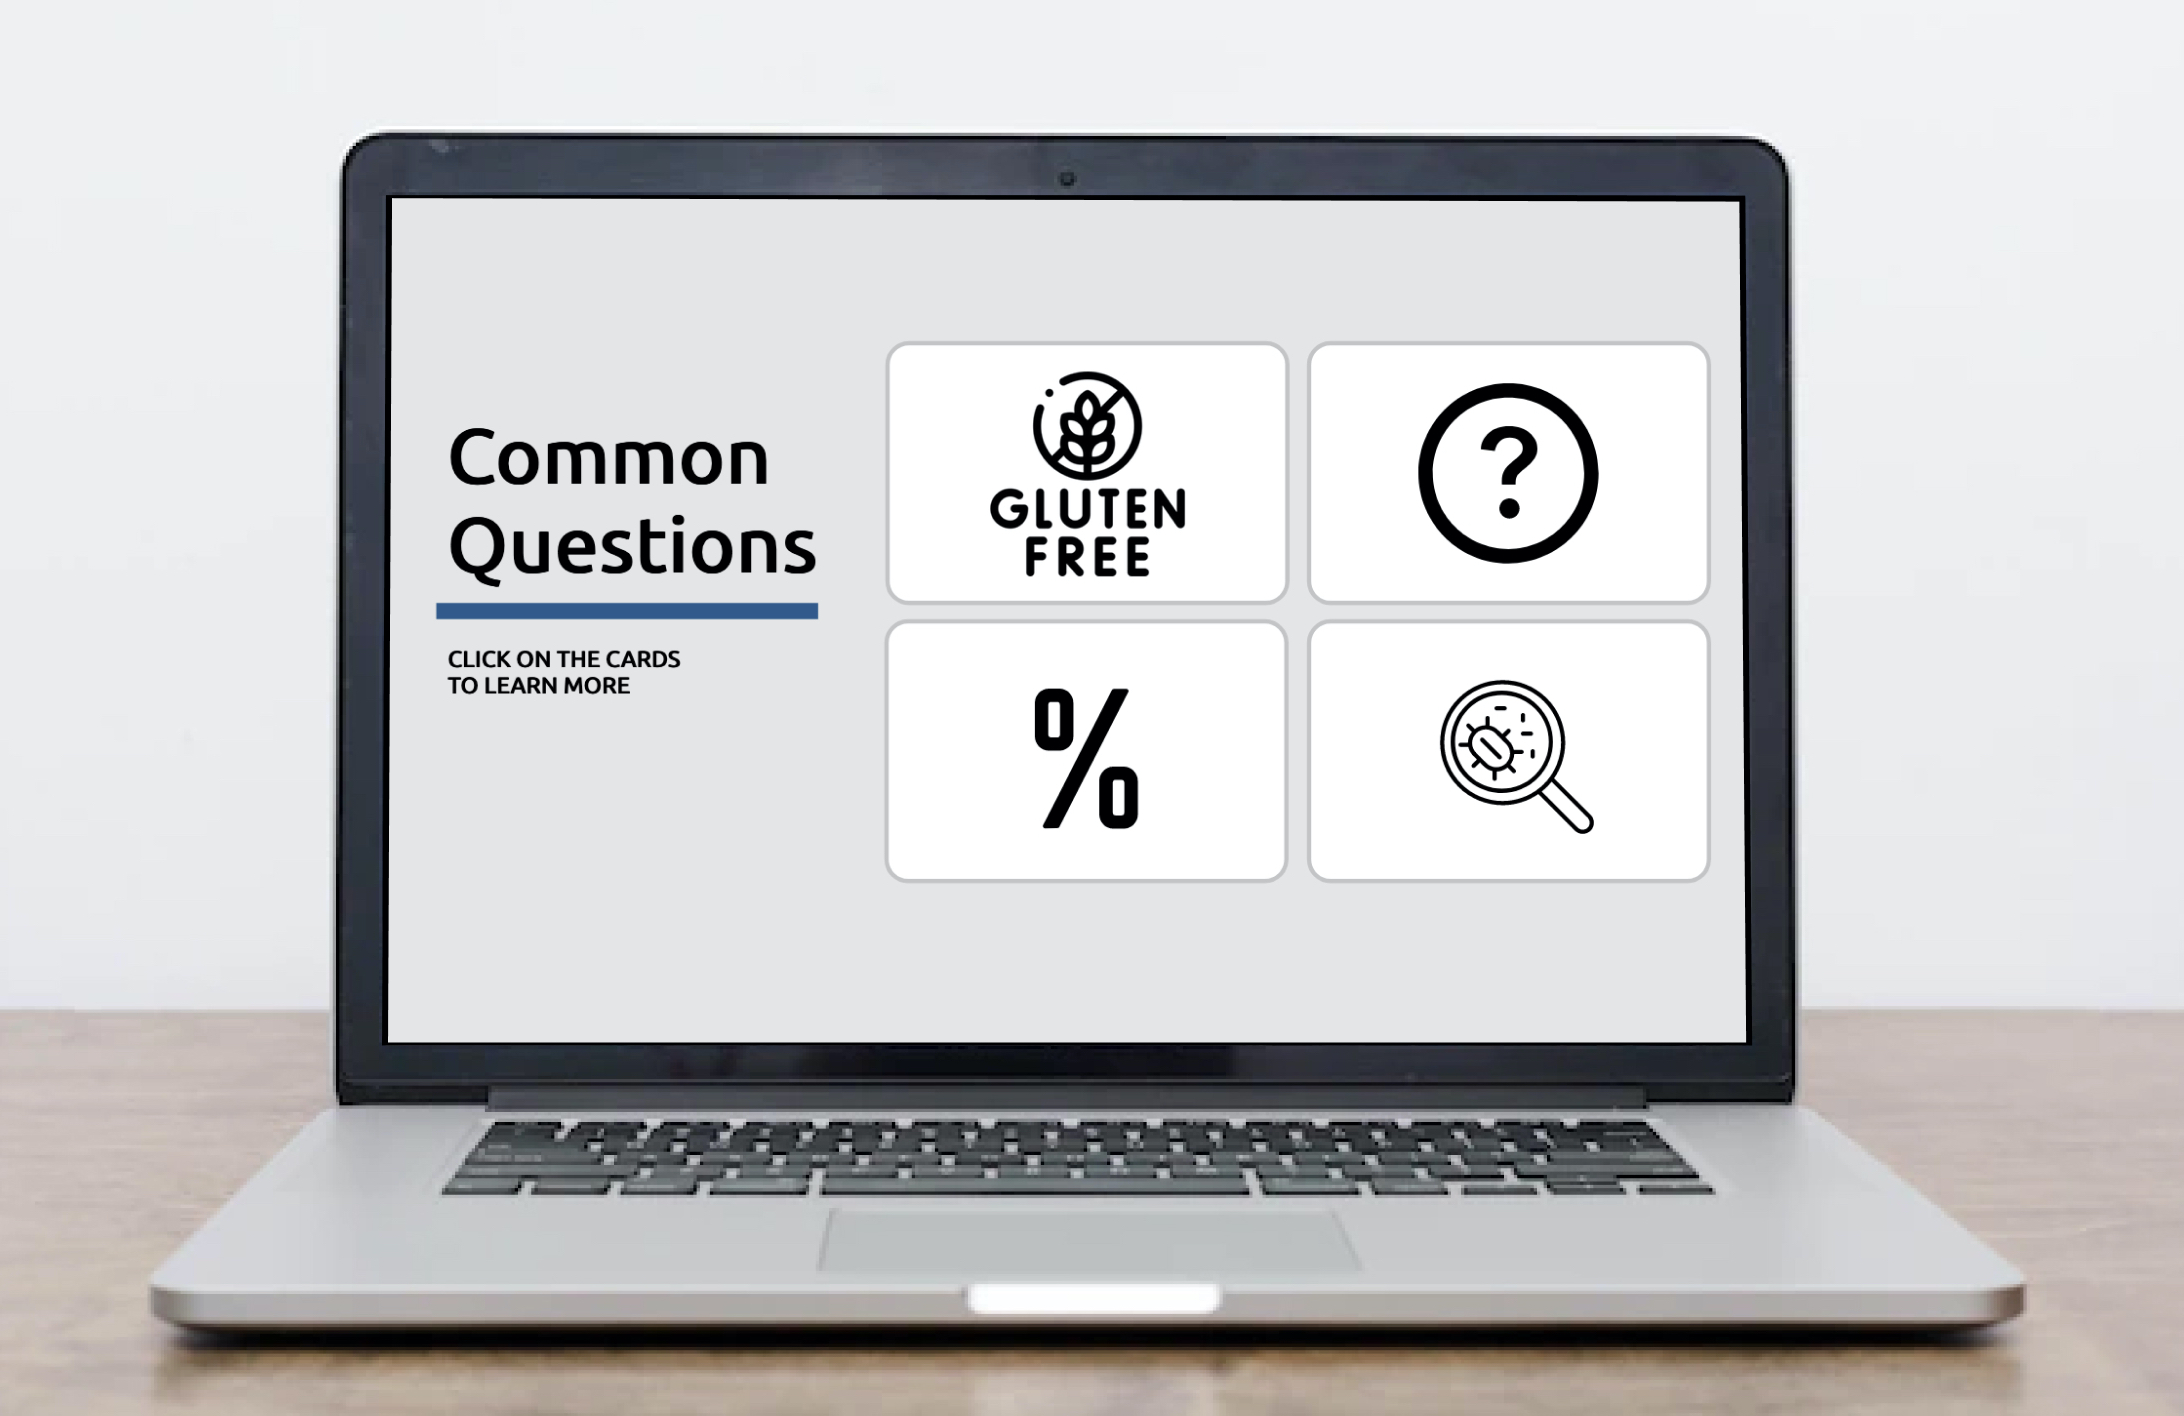 Common
Questions
CLICK ON THE CARDS
TO LEARN MORE
GLUTEN
FREE
?
%